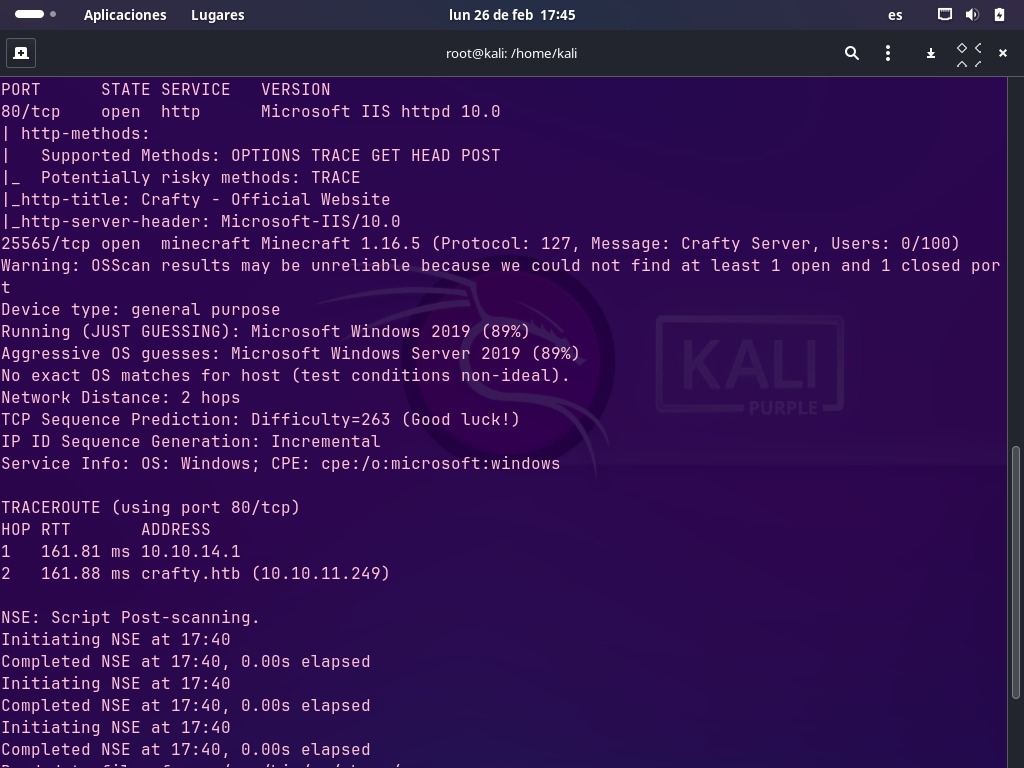 Aplicaciones Lugares lun 26 de feb 17:45 es
root@kali: /home/kali
PORT STATE SERVICE VERSION
80/tcp open http Microsoft IIS httpd 10.0
| http-methods:
| Supported Methods: OPTIONS TRACE GET HEAD POST
|_ Potentially risky methods: TRACE
|_http-title: Crafty - Official Website
|_http-server-header: Microsoft-IIS/10.0
25565/tcp open minecraft Minecraft 1.16.5 (Protocol: 127, Message: Crafty Server, Users: 0/100)
Warning: OSScan results may be unreliable because we could not find at least 1 open and 1 closed por
t
Device type: general purpose
Running (JUST GUESSING): Microsoft Windows 2019 (89%)
Aggressive OS guesses: Microsoft Windows Server 2019 (89%)
No exact OS matches for host (test conditions non-ideal).
Network Distance: 2 hops
TCP Sequence Prediction: Difficulty=263 (Good luck!)
IP ID Sequence Generation: Incremental
Service Info: OS: Windows; CPE: cpe:/o:microsoft:windows
KALI
PURPLE
TRACEROUTE (using port 80/tcp)
HOP RTT ADDRESS
1 161.81 ms 10.10.14.1
2 161.88 ms crafty.htb (10.10.11.249)
NSE: Script Post-scanning.
Initiating NSE at 17:40
Completed NSE at 17:40, 0.00s elapsed
Initiating NSE at 17:40
Completed NSE at 17:40, 0.00s elapsed
Initiating NSE at 17:40
Completed NSE at 17:40, 0.00s elapsed